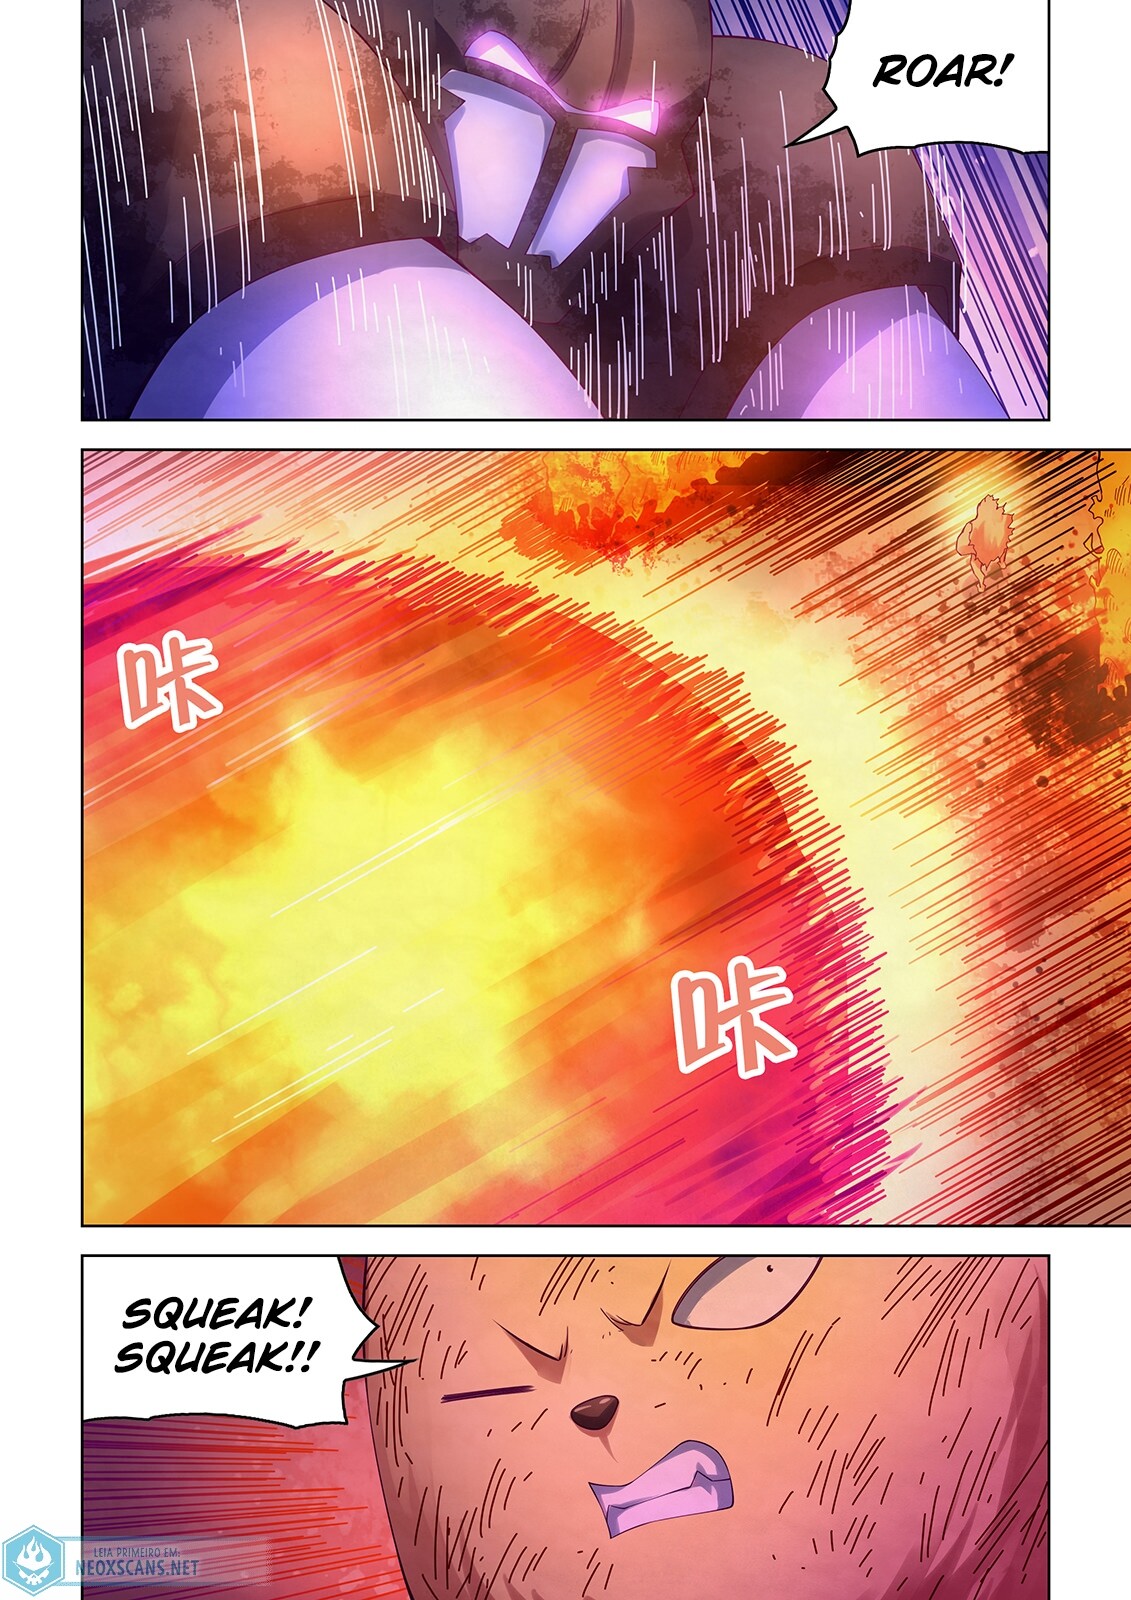 ROAR!
咔
咔
SQUEAK!
SQUEAK!!
LEIA PRIMEIRO EM:
NEOXSCANS.NET